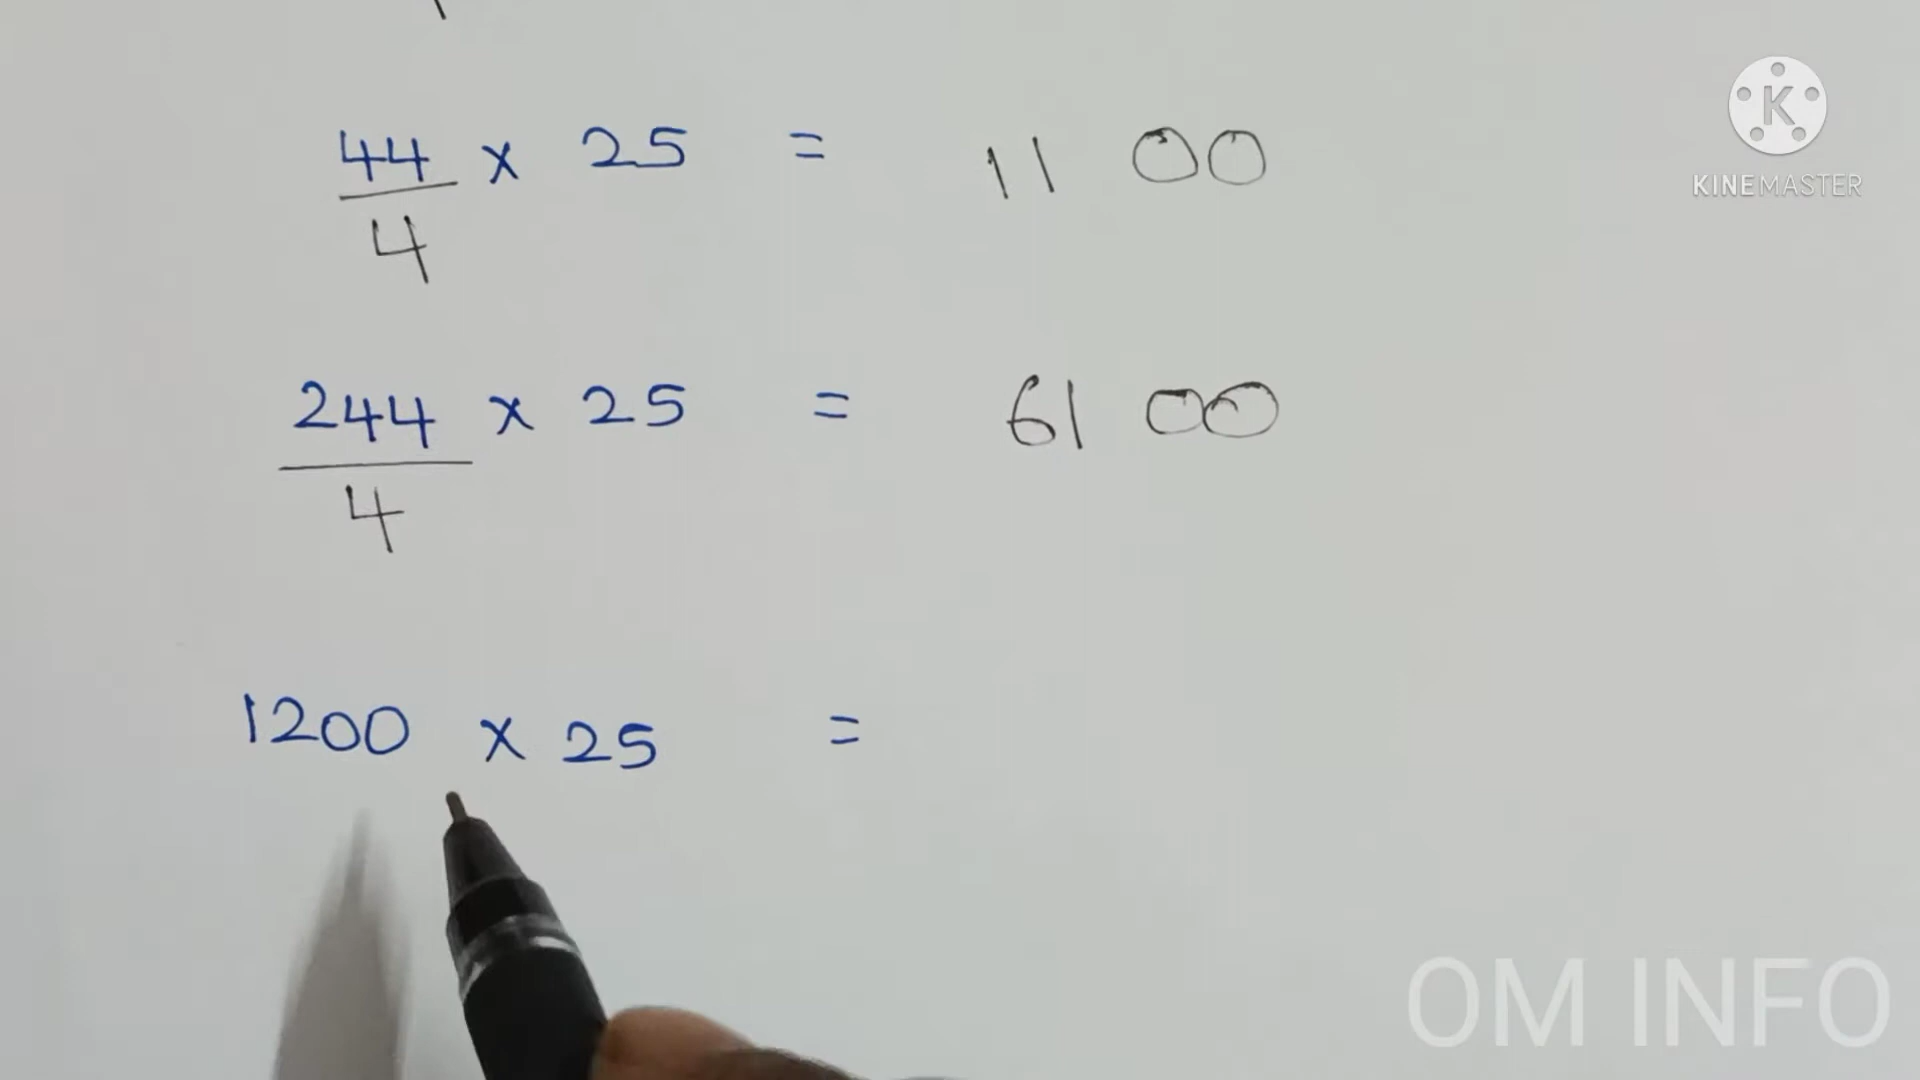 44 x 25 = 11 00
4
244 x 25 = 61 00
4
1200 x 25 =
K
KINEMASTER
OM INFO